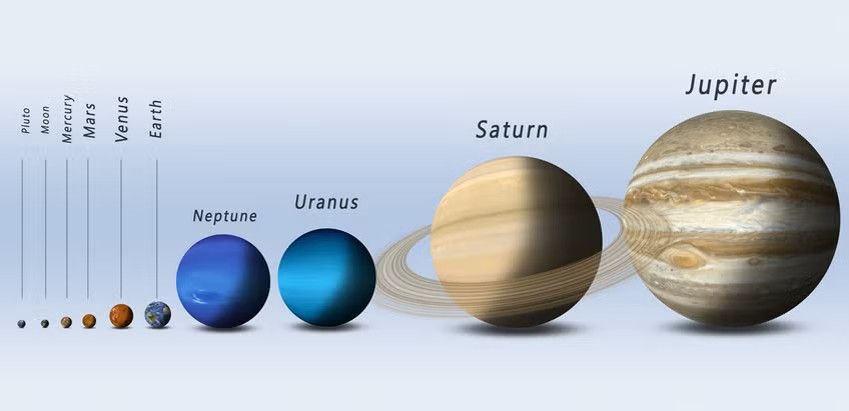 Pluto
Moon
Mercury
Mars
Venus
Earth
Neptune
Uranus
Saturn
Jupiter